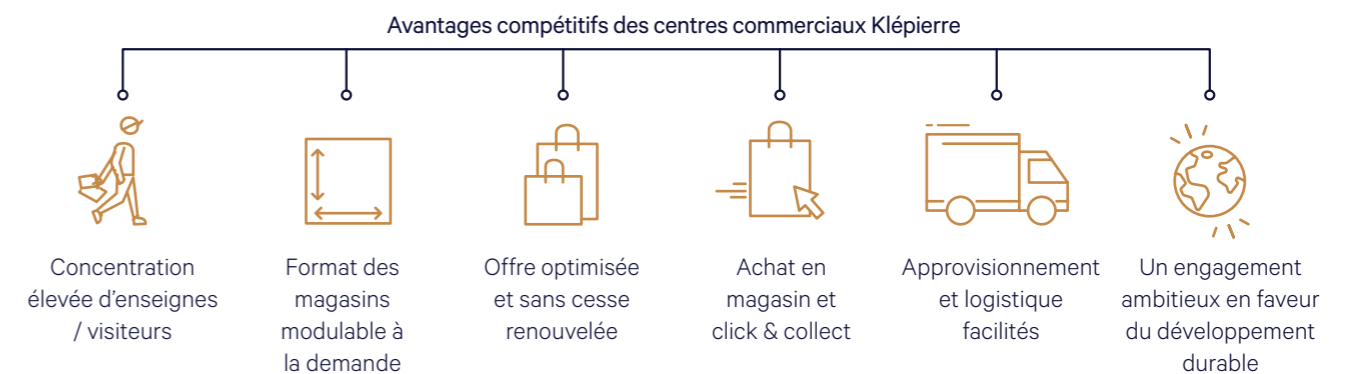 Avantages compétitifs des centres commerciaux Klépierre
Concentration
élevée d’enseignes
/ visiteurs
Format des
magasins
modulable à
la demande
Offre optimisée
et sans cesse
renouvelée
Achat en
magasin et
click & collect
Approvisionnement
et logistique
facilités
Un engagement
ambitieux en faveur
du développement
durable